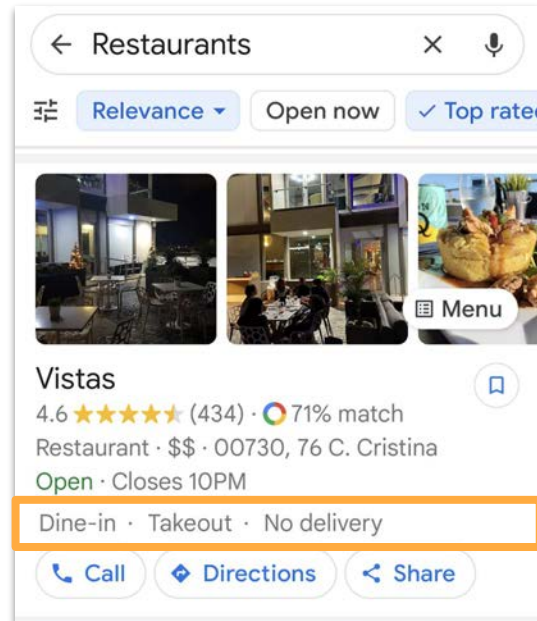 Restaurants
Relevance Open now Top rated
Menu
Vistas
4.6 (434) · 71% match
Restaurant · $$ · 00730, 76 C. Cristina
Open · Closes 10PM
Dine-in · Takeout · No delivery
Call Directions Share